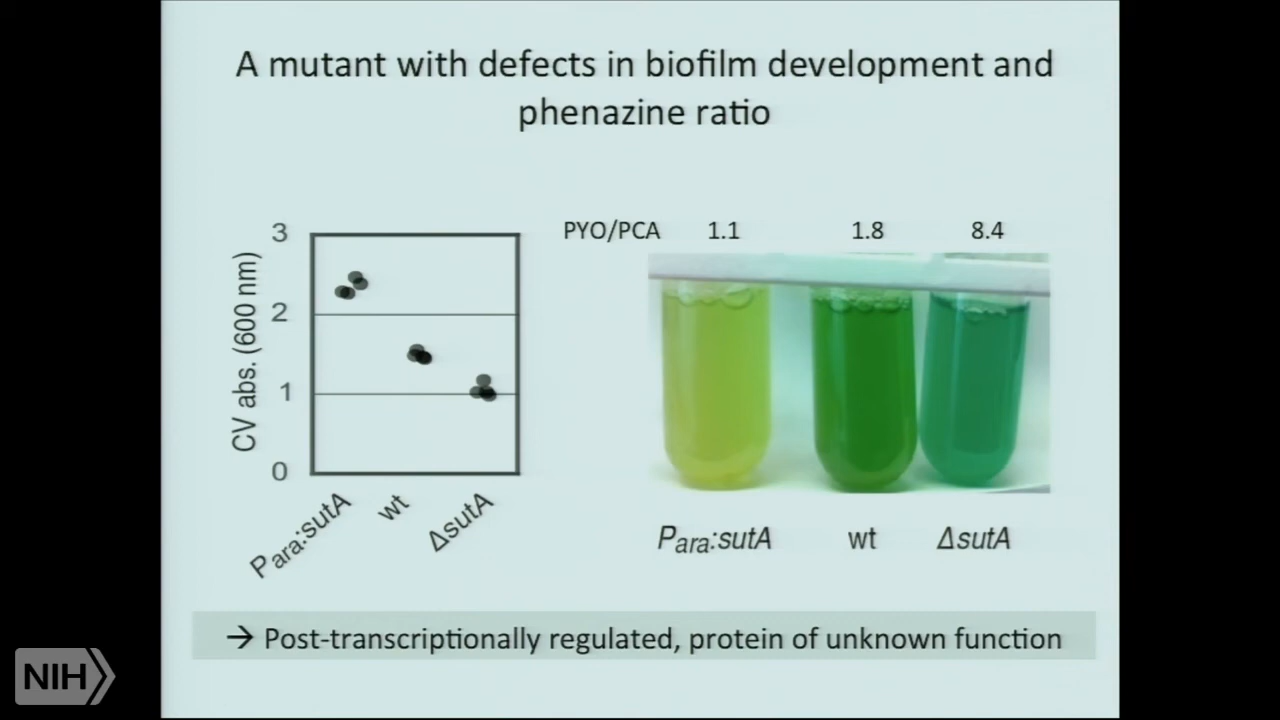 A mutant with defects in biofilm development and
phenazine ratio
3
2
1
0
CV abs. (600 nm)
Para:sutA
wt
ΔsutA
PYO/PCA 1.1 1.8 8.4
Para:sutA wt ΔsutA
→ Post-transcriptionally regulated, protein of unknown function
NIH